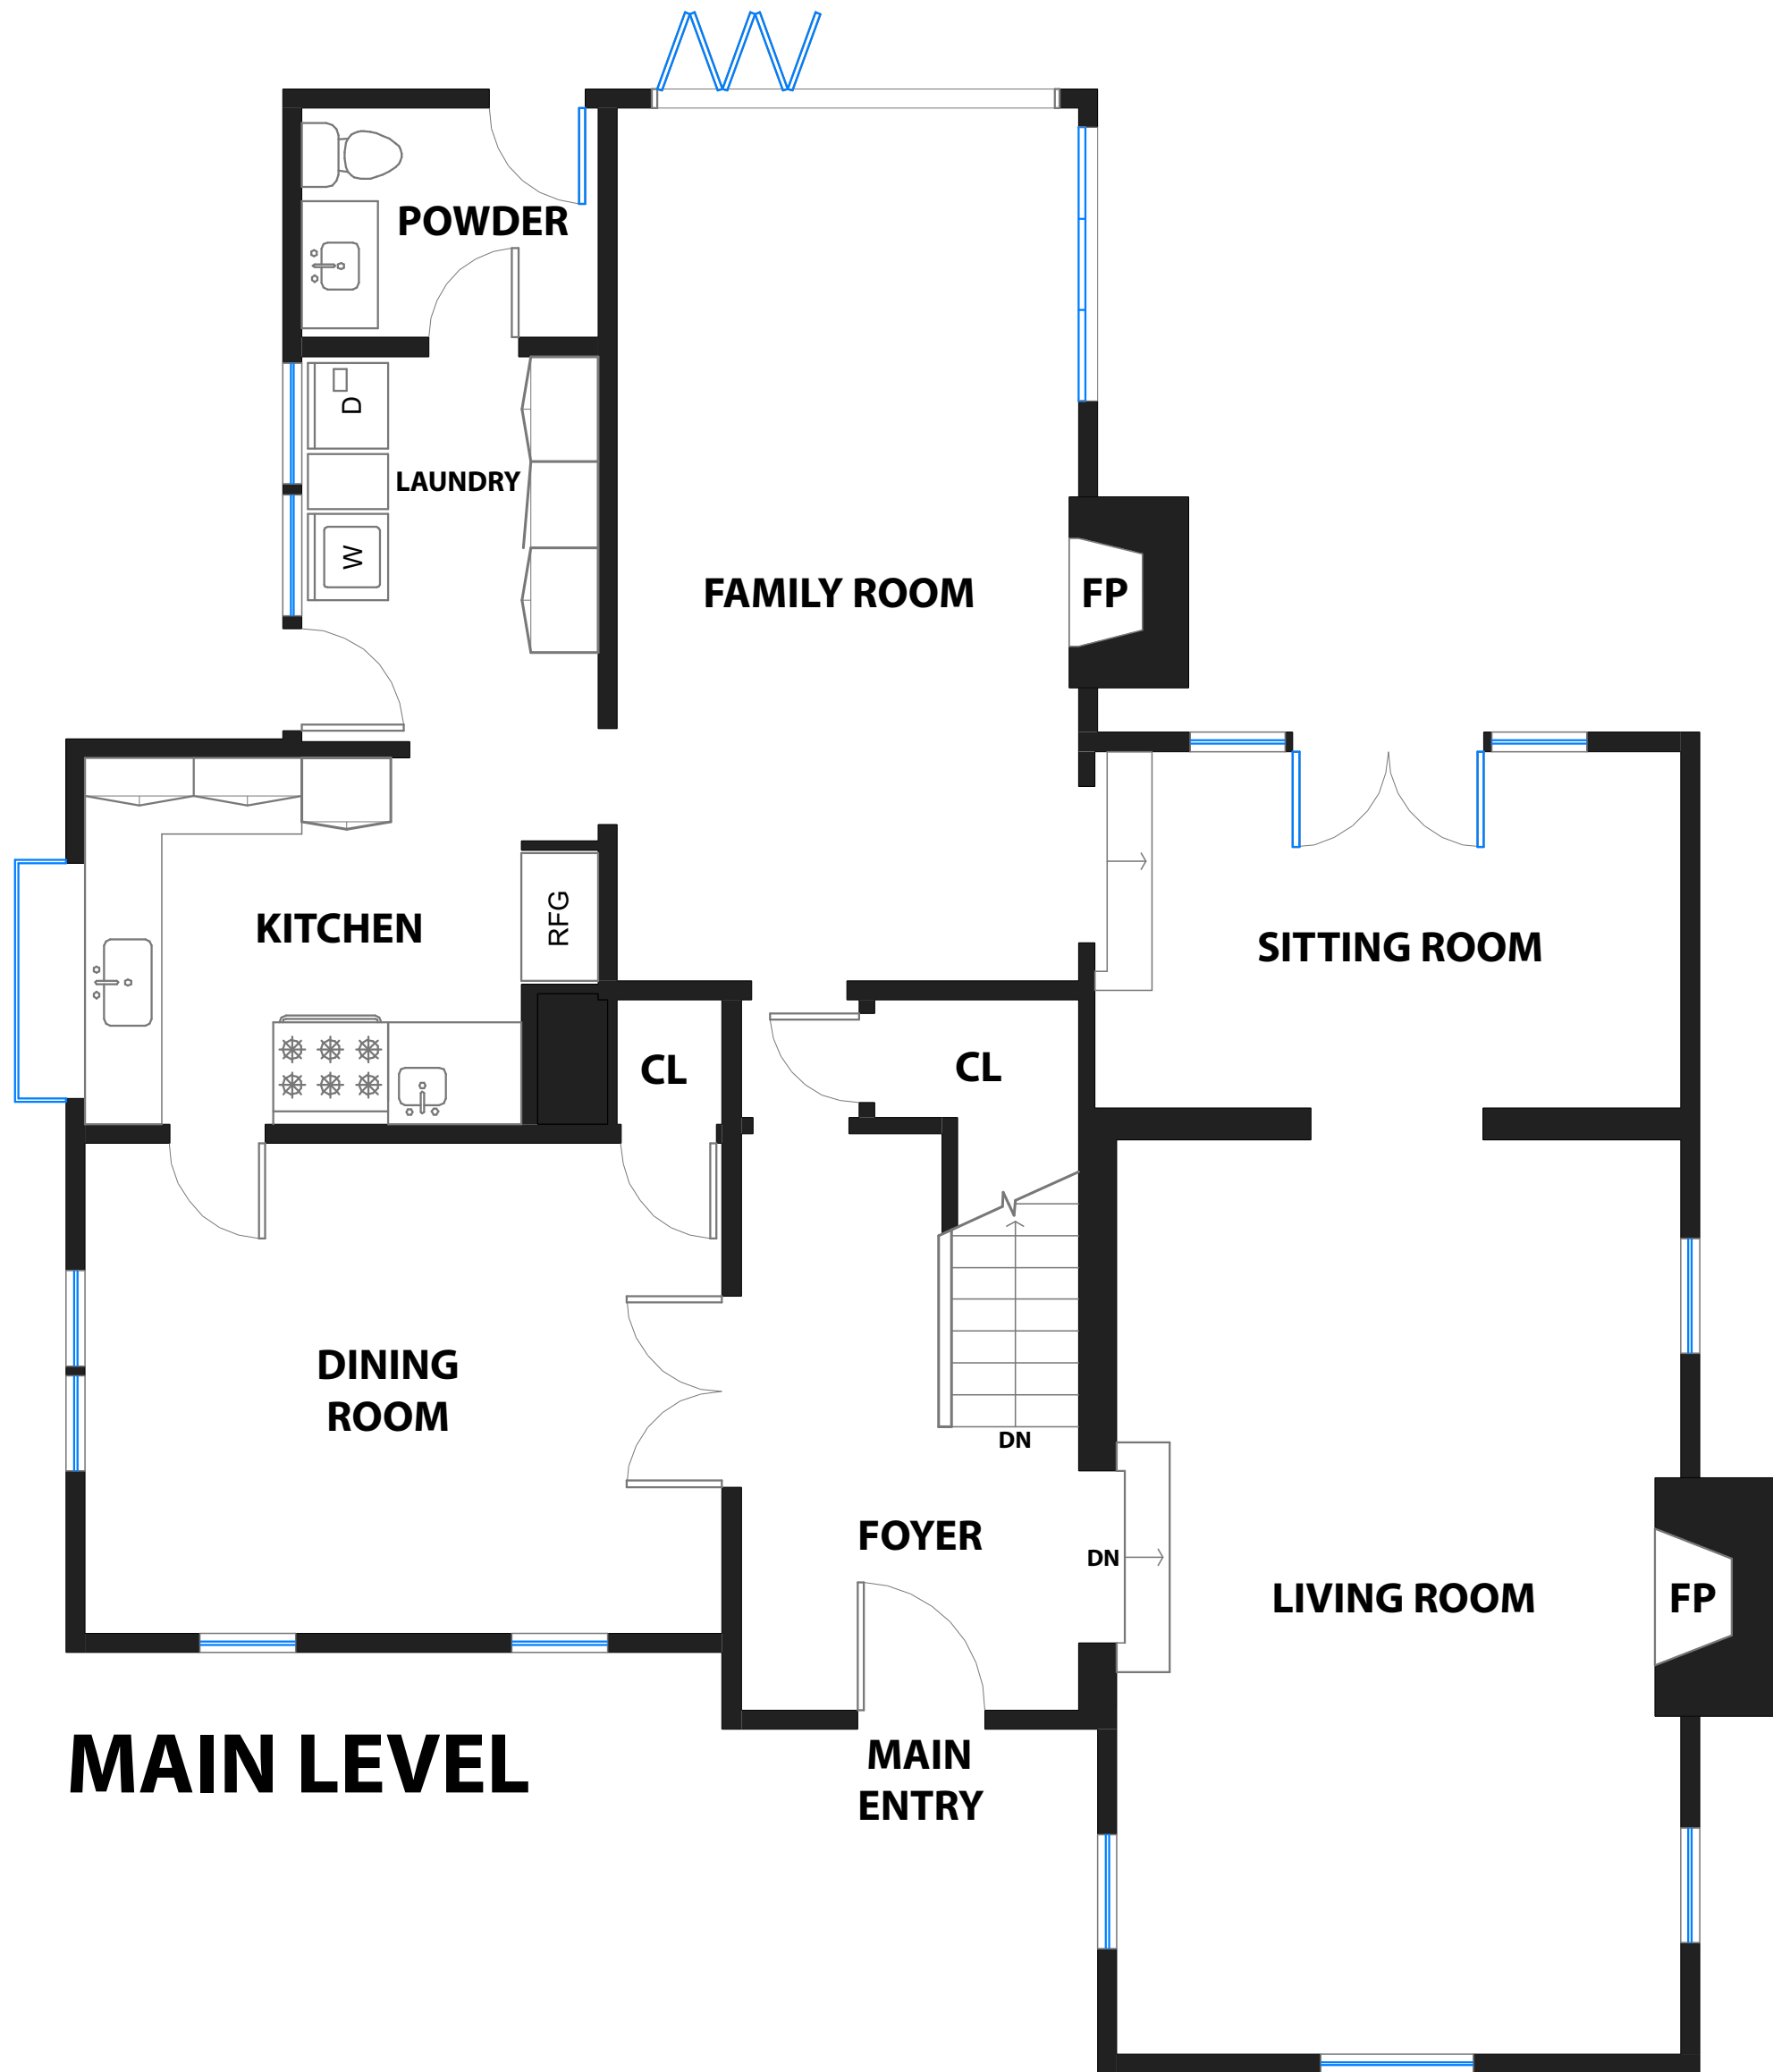 POWDER
D
LAUNDRY
W
FAMILY ROOM
FP
KITCHEN
RFG
SITTING ROOM
CL
CL
DINING
ROOM
DN
FOYER
DN
LIVING ROOM
FP
MAIN LEVEL
MAIN
ENTRY